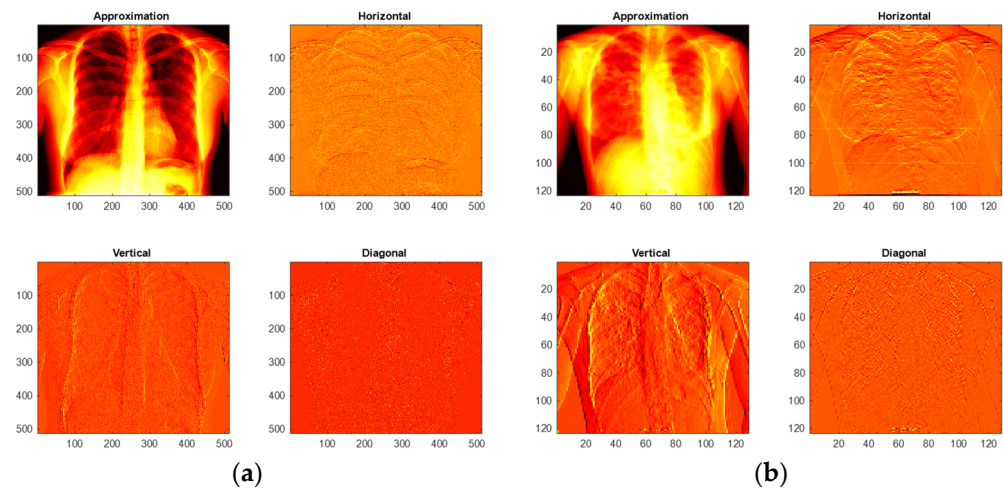 Approximation Horizontal Approximation Horizontal
100 100 20 20
200 200 40 40
300 300 60 60
400 400 80 80
500 500 100 100
120 120
100 200 300 400 500 100 200 300 400 500 20 40 60 80 100 120 20 40 60 80 100 120
Vertical Diagonal Vertical Diagonal
100 100 20 20
200 200 40 40
300 300 60 60
400 400 80 80
500 500 100 100
120 120
100 200 300 400 500 100 200 300 400 500 20 40 60 80 100 120 20 40 60 80 100 120
(a) (b)